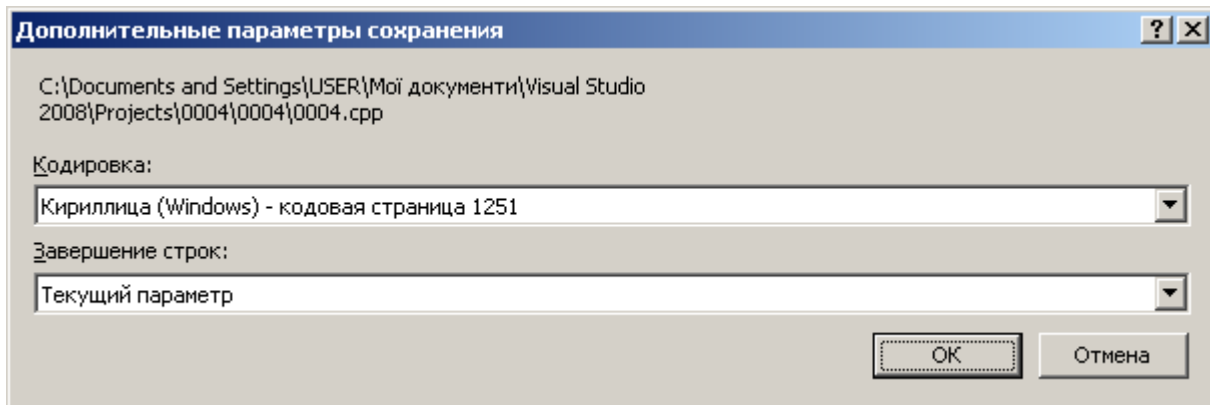 Дополнительные параметры сохранения
C:\Documents and Settings\USER\Мої документи\Visual Studio
2008\Projects\0004\0004\0004.cpp
Кодировка:
Кириллица (Windows) - кодовая страница 1251
Завершение строк:
Текущий параметр
ОК Отмена